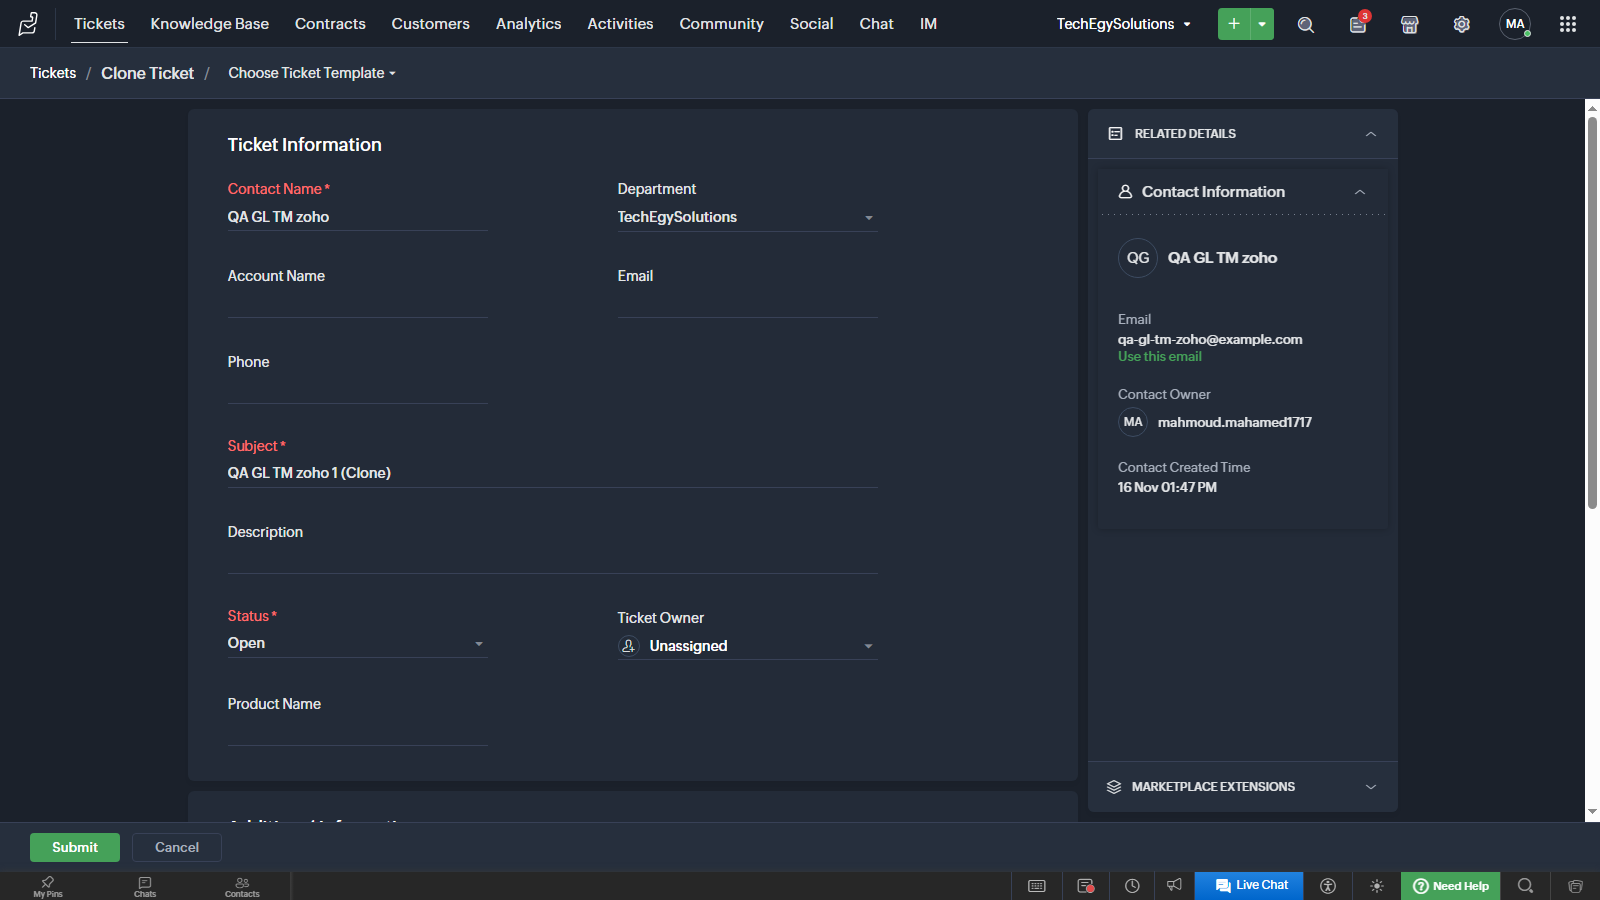 Tickets
Knowledge Base
Contracts
Customers
Analytics
Activities
Community
Social
Chat
IM
TechEgySolutions
3
MA
Tickets / Clone Ticket / Choose Ticket Template
Ticket Information
Contact Name *
QA GL TM zoho
Department
TechEgySolutions
Account Name
Email
Phone
Subject *
QA GL TM zoho 1 (Clone)
Description
Status *
Open
Ticket Owner
Unassigned
Product Name
RELATED DETAILS
Contact Information
QG
QA GL TM zoho
Email
qa-gl-tm-zoho@example.com
Use this email
Contact Owner
MA
mahmoud.mahamed1717
Contact Created Time
16 Nov 01:47 PM
MARKETPLACE EXTENSIONS
Submit
Cancel
My Pins
Chats
Contacts
Live Chat
Need Help